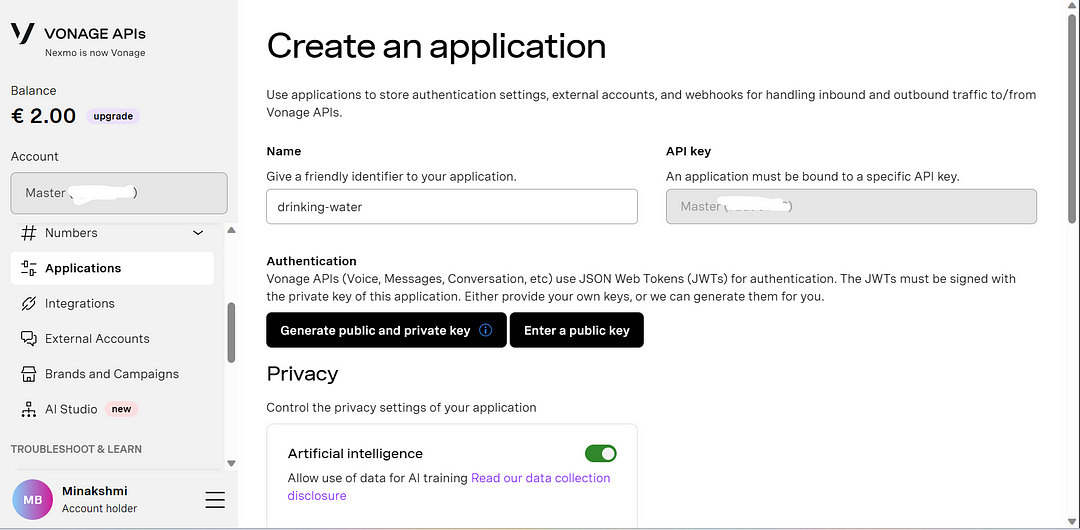 VONAGE APIs
Nexmo is now Vonage
Balance
€ 2.00 upgrade
Account
Master )
Numbers
Applications
Integrations
External Accounts
Brands and Campaigns
AI Studio new
TROUBLESHOOT & LEARN
MB
Minakshmi
Account holder
Create an application
Use applications to store authentication settings, external accounts, and webhooks for handling inbound and outbound traffic to/from
Vonage APIs.
Name
Give a friendly identifier to your application.
drinking-water
API key
An application must be bound to a specific API key.
Master ( )
Authentication
Vonage APIs (Voice, Messages, Conversation, etc) use JSON Web Tokens (JWTs) for authentication. The JWTs must be signed with
the private key of this application. Either provide your own keys, or we can generate them for you.
Generate public and private key
Enter a public key
Privacy
Control the privacy settings of your application
Artificial intelligence
Allow use of data for AI training Read our data collection
disclosure